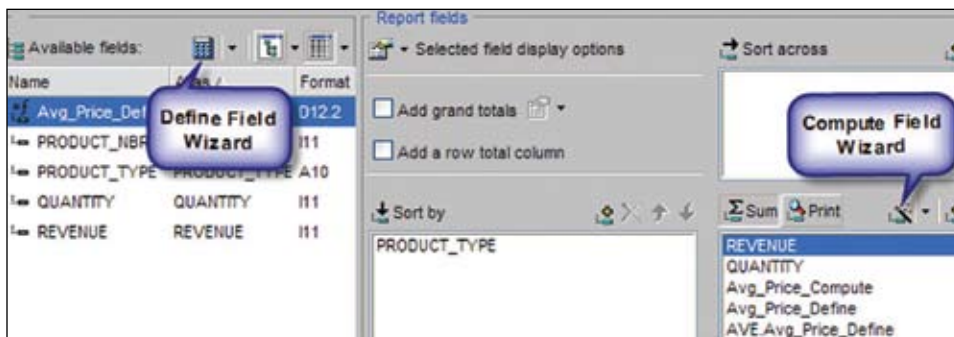 Available fields:
Name Format
Avg_Price_Def D12.2
PRODUCT_NBR I11
PRODUCT_TYPE PRODUCT_TYPE A10
QUANTITY QUANTITY I11
REVENUE REVENUE I11
Define Field
Wizard
Report fields
Selected field display options
Add grand totals
Add a row total column
Sort by
PRODUCT_TYPE
Sort across
Compute Field
Wizard
Sum Print
REVENUE
QUANTITY
Avg_Price_Compute
Avg_Price_Define
AVE.Avg_Price_Define